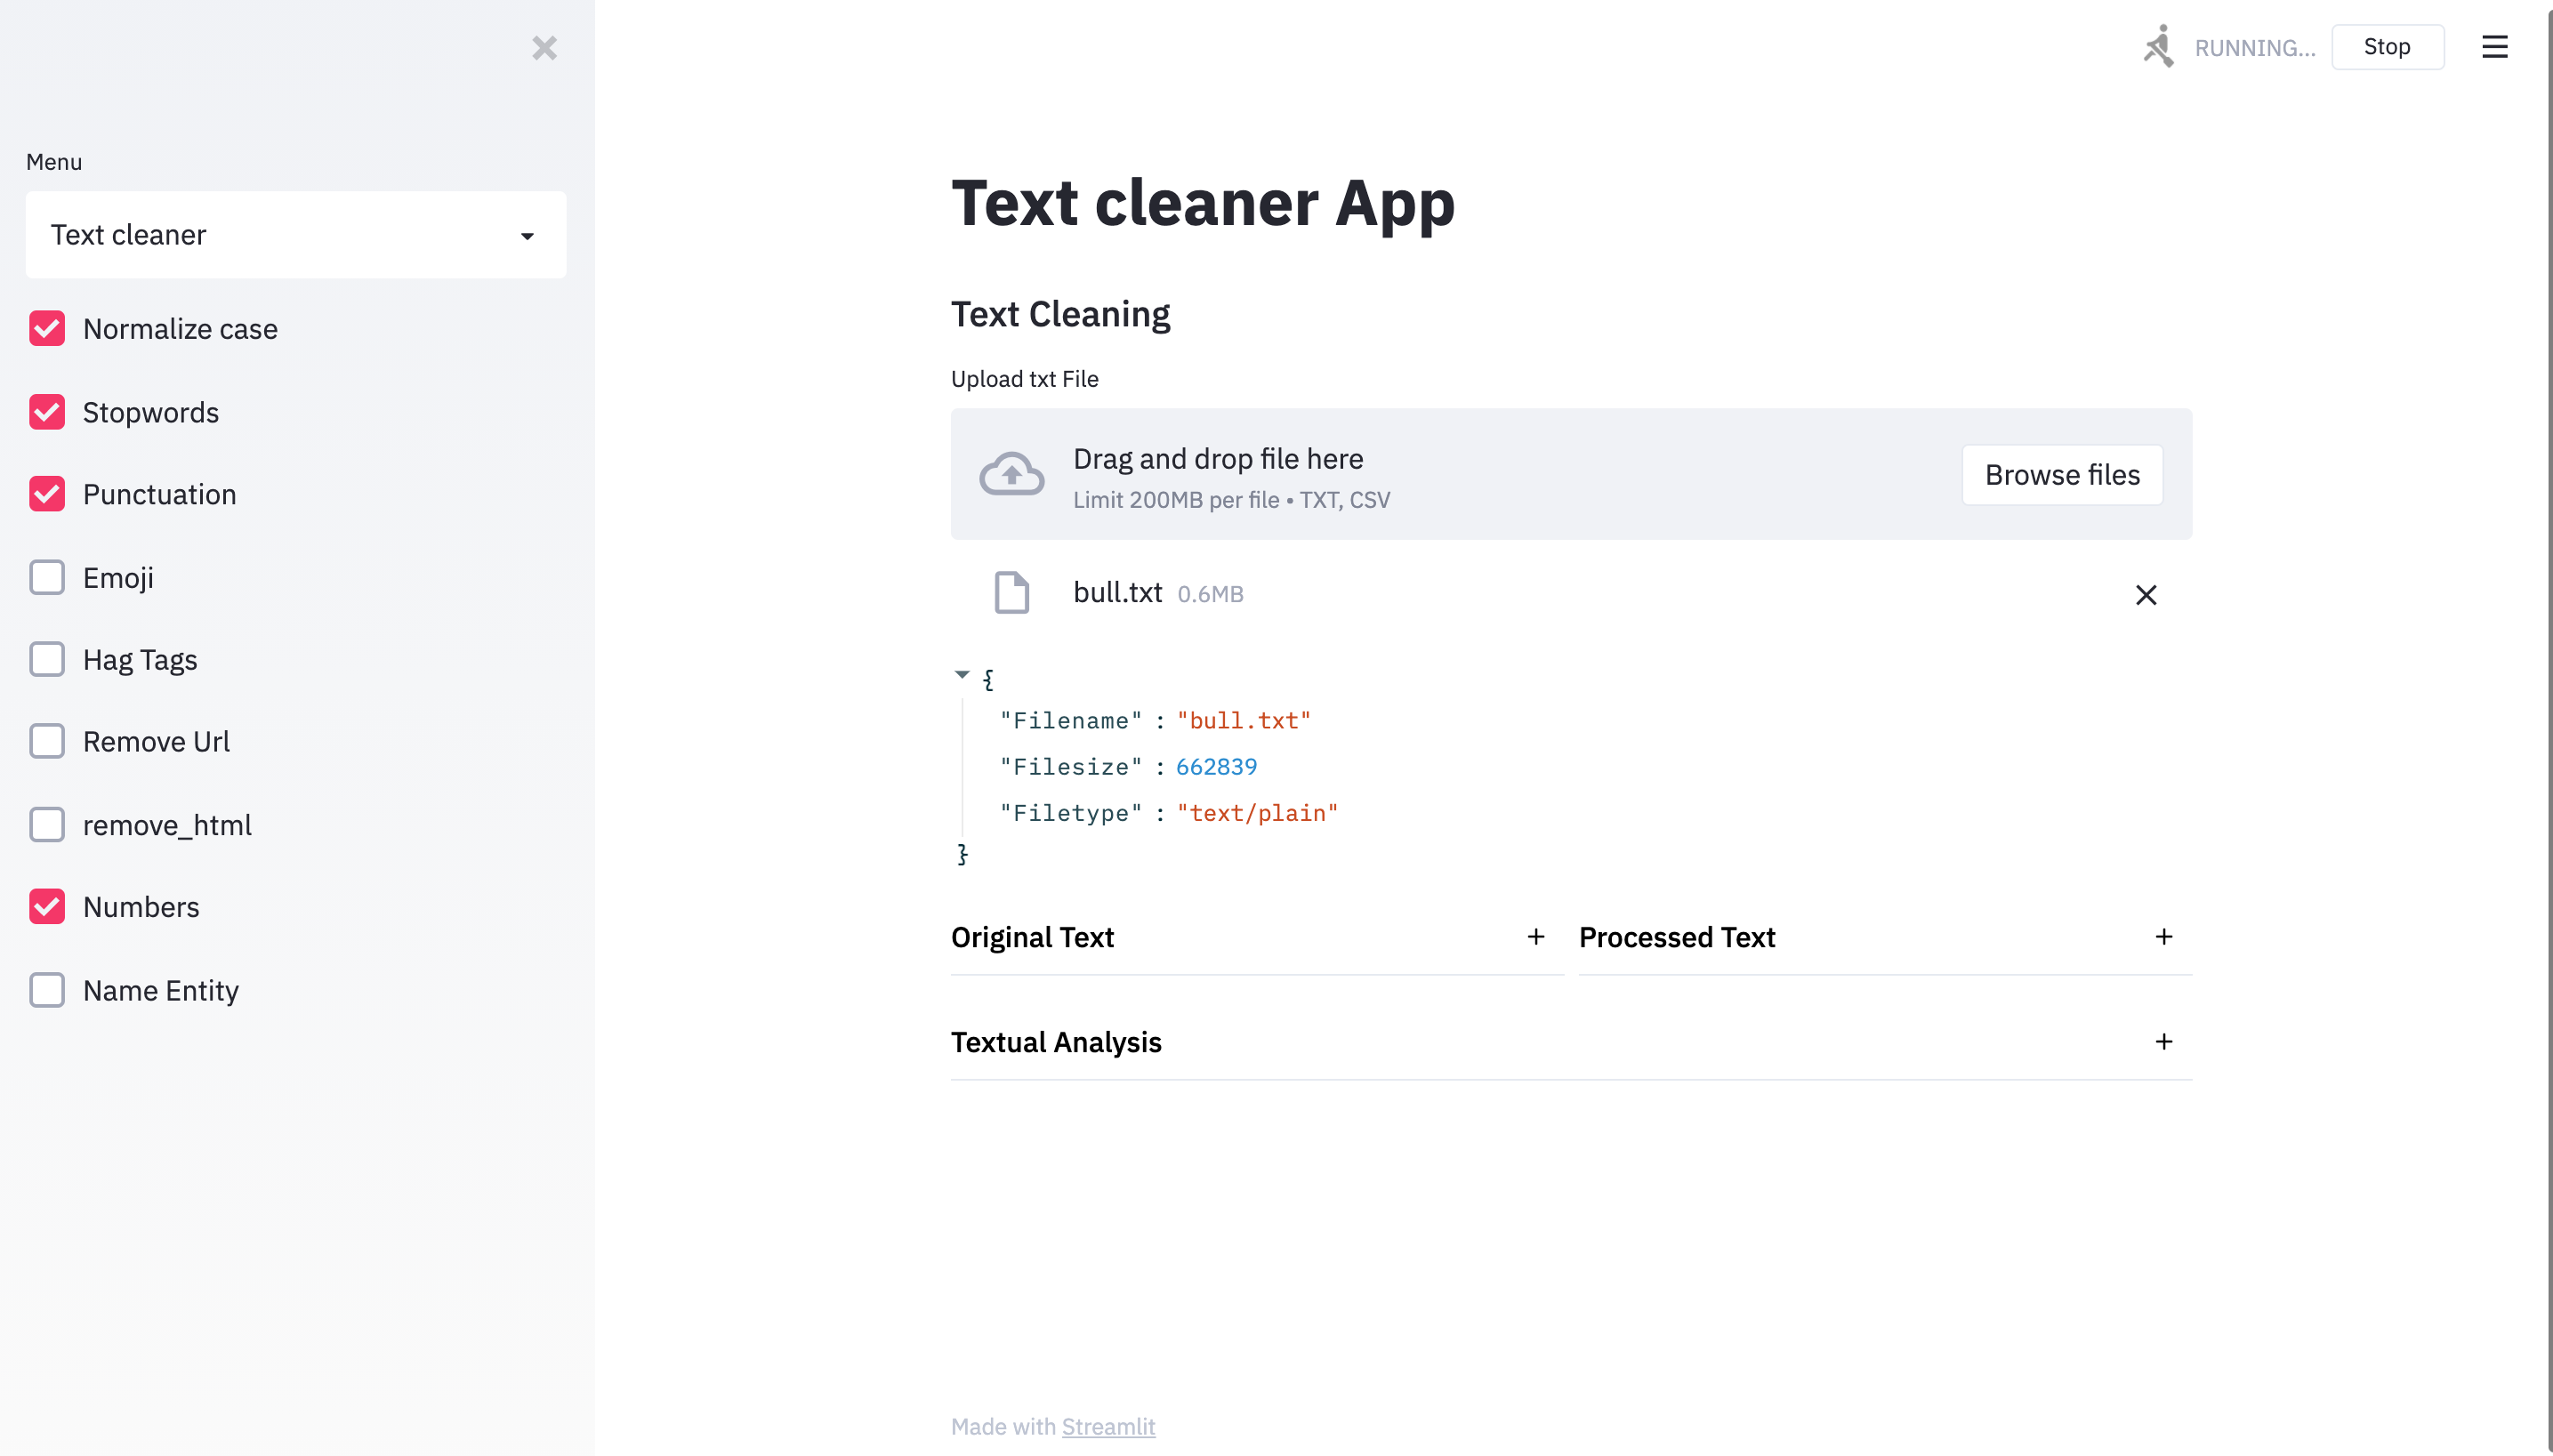 RUNNING...
Stop
Menu
Text cleaner
Normalize case
Stopwords
Punctuation
Emoji
Hag Tags
Remove Url
remove_html
Numbers
Name Entity
Text cleaner App
Text Cleaning
Upload txt File
Drag and drop file here
Limit 200MB per file • TXT, CSV
Browse files
bull.txt 0.6MB
{
"Filename" : "bull.txt"
"Filesize" : 662839
"Filetype" : "text/plain"
}
Original Text
Processed Text
Textual Analysis
Made with Streamlit